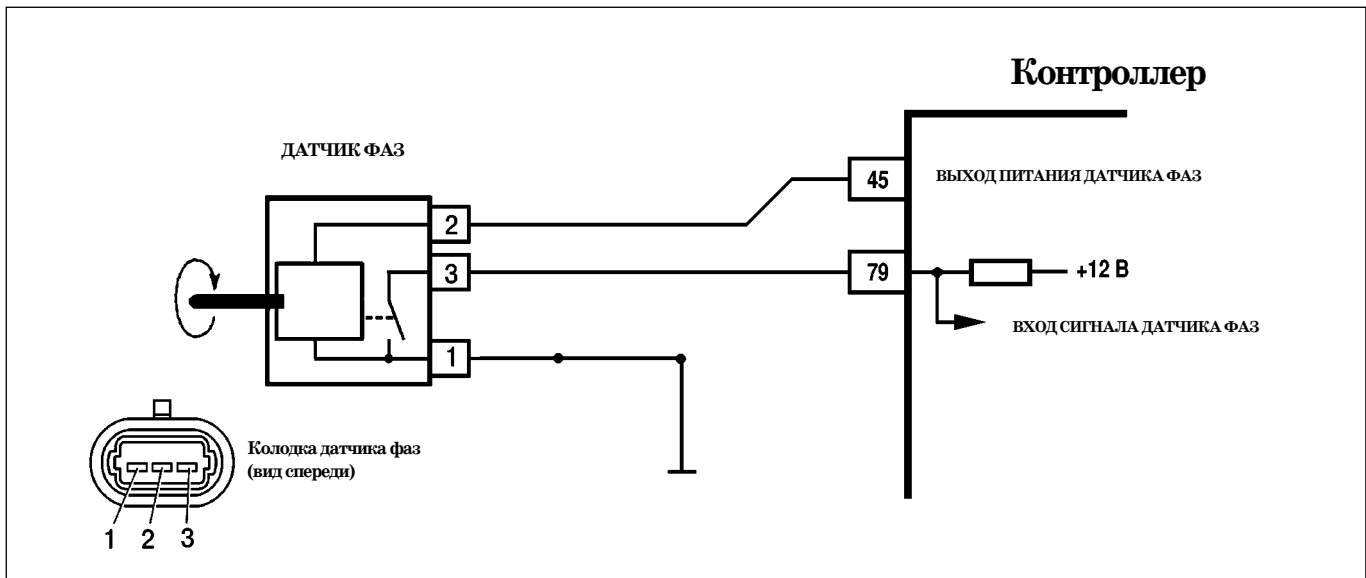 Контроллер
ДАТЧИК ФАЗ
45
ВЫХОД ПИТАНИЯ ДАТЧИКА ФАЗ
2
3
79
+12 В
ВХОД СИГНАЛА ДАТЧИКА ФАЗ
1
Колодка датчика фаз
(вид спереди)
1 2 3